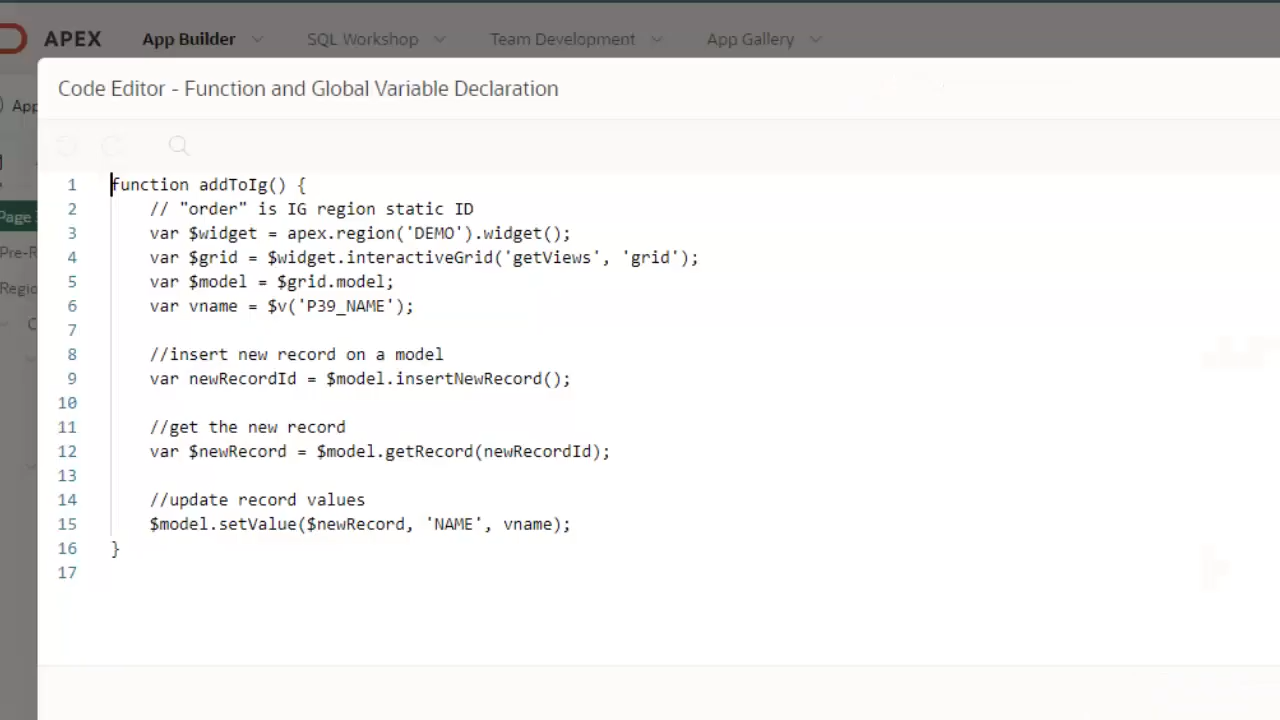 APEX App Builder SQL Workshop Team Development App Gallery
App
Code Editor - Function and Global Variable Declaration
Page
Pre-R
Regio
C
1 function addToIg() {
2 // "order" is IG region static ID
3 var $widget = apex.region('DEMO').widget();
4 var $grid = $widget.interactiveGrid('getViews', 'grid');
5 var $model = $grid.model;
6 var vname = $v('P39_NAME');
7
8 //insert new record on a model
9 var newRecordId = $model.insertNewRecord();
10
11 //get the new record
12 var $newRecord = $model.getRecord(newRecordId);
13
14 //update record values
15 $model.setValue($newRecord, 'NAME', vname);
16 }
17